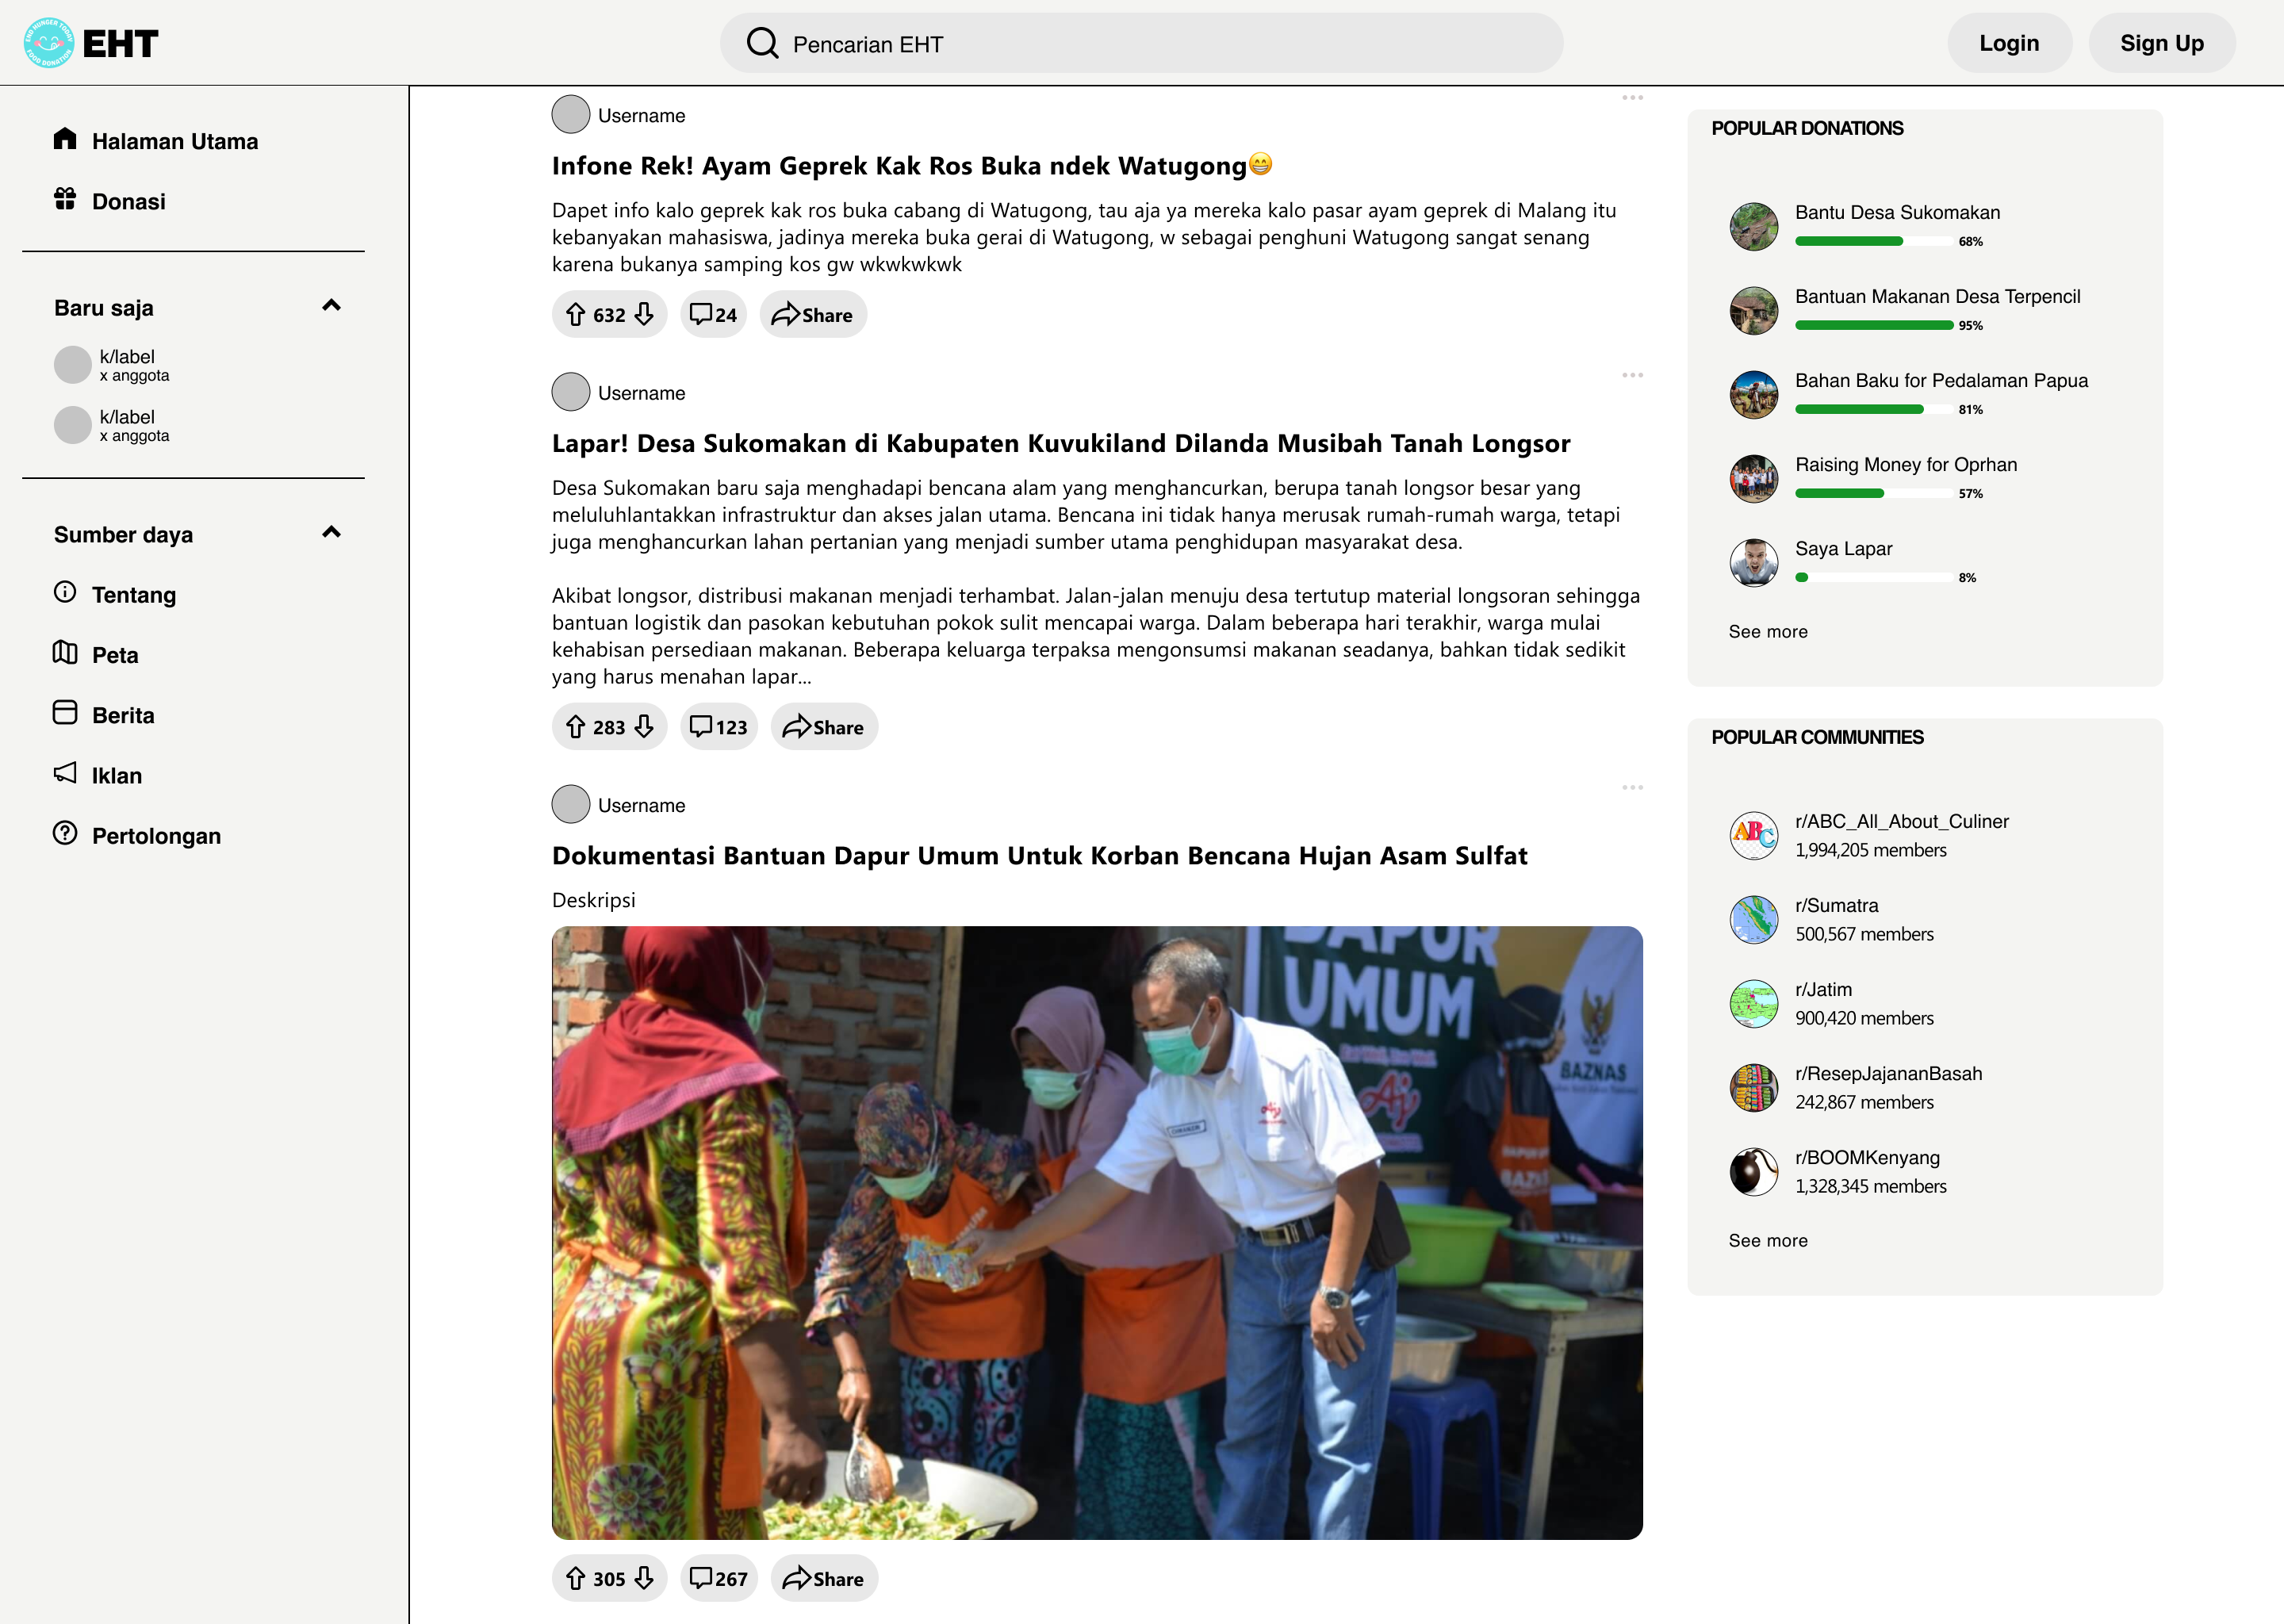 END HUNGER TODAY
FOOD DONATION
EHT
Pencarian EHT
Login
Sign Up
Halaman Utama
Donasi
Baru saja
k/label
x anggota
k/label
x anggota
Sumber daya
Tentang
Peta
Berita
Iklan
Pertolongan
Username
Infone Rek! Ayam Geprek Kak Ros Buka ndek Watugong😁
Dapet info kalo geprek kak ros buka cabang di Watugong, tau aja ya mereka kalo pasar ayam geprek di Malang itu
kebanyakan mahasiswa, jadinya mereka buka gerai di Watugong, w sebagai penghuni Watugong sangat senang
karena bukanya samping kos gw wkwkwkwk
632
24
Share
Username
Lapar! Desa Sukomakan di Kabupaten Kuvukiland Dilanda Musibah Tanah Longsor
Desa Sukomakan baru saja menghadapi bencana alam yang menghancurkan, berupa tanah longsor besar yang
meluluhlantakkan infrastruktur dan akses jalan utama. Bencana ini tidak hanya merusak rumah-rumah warga, tetapi
juga menghancurkan lahan pertanian yang menjadi sumber utama penghidupan masyarakat desa.
Akibat longsor, distribusi makanan menjadi terhambat. Jalan-jalan menuju desa tertutup material longsoran sehingga
bantuan logistik dan pasokan kebutuhan pokok sulit mencapai warga. Dalam beberapa hari terakhir, warga mulai
kehabisan persediaan makanan. Beberapa keluarga terpaksa mengonsumsi makanan seadanya, bahkan tidak sedikit
yang harus menahan lapar...
283
123
Share
Username
Dokumentasi Bantuan Dapur Umum Untuk Korban Bencana Hujan Asam Sulfat
Deskripsi
DAPUR
UMUM
BAZNAS
Aj
305
267
Share
POPULAR DONATIONS
Bantu Desa Sukomakan
68%
Bantuan Makanan Desa Terpencil
95%
Bahan Baku for Pedalaman Papua
81%
Raising Money for Oprhan
57%
Saya Lapar
8%
See more
POPULAR COMMUNITIES
ABC
r/ABC_All_About_Culiner
1,994,205 members
r/Sumatra
500,567 members
r/Jatim
900,420 members
r/ResepJajananBasah
242,867 members
r/BOOMKenyang
1,328,345 members
See more